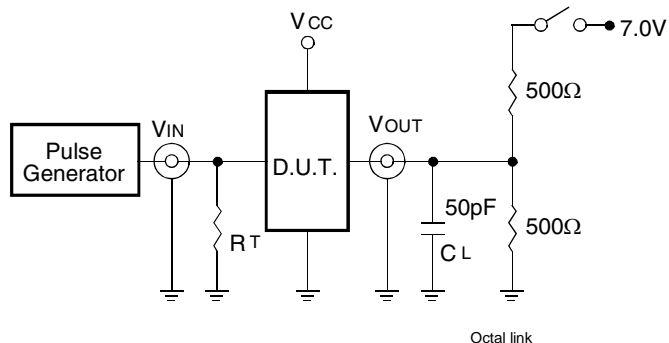 VCC
7.0V
500Ω
VIN
VOUT
Pulse
Generator
D.U.T.
50pF
500Ω
RT
CL
Octal link